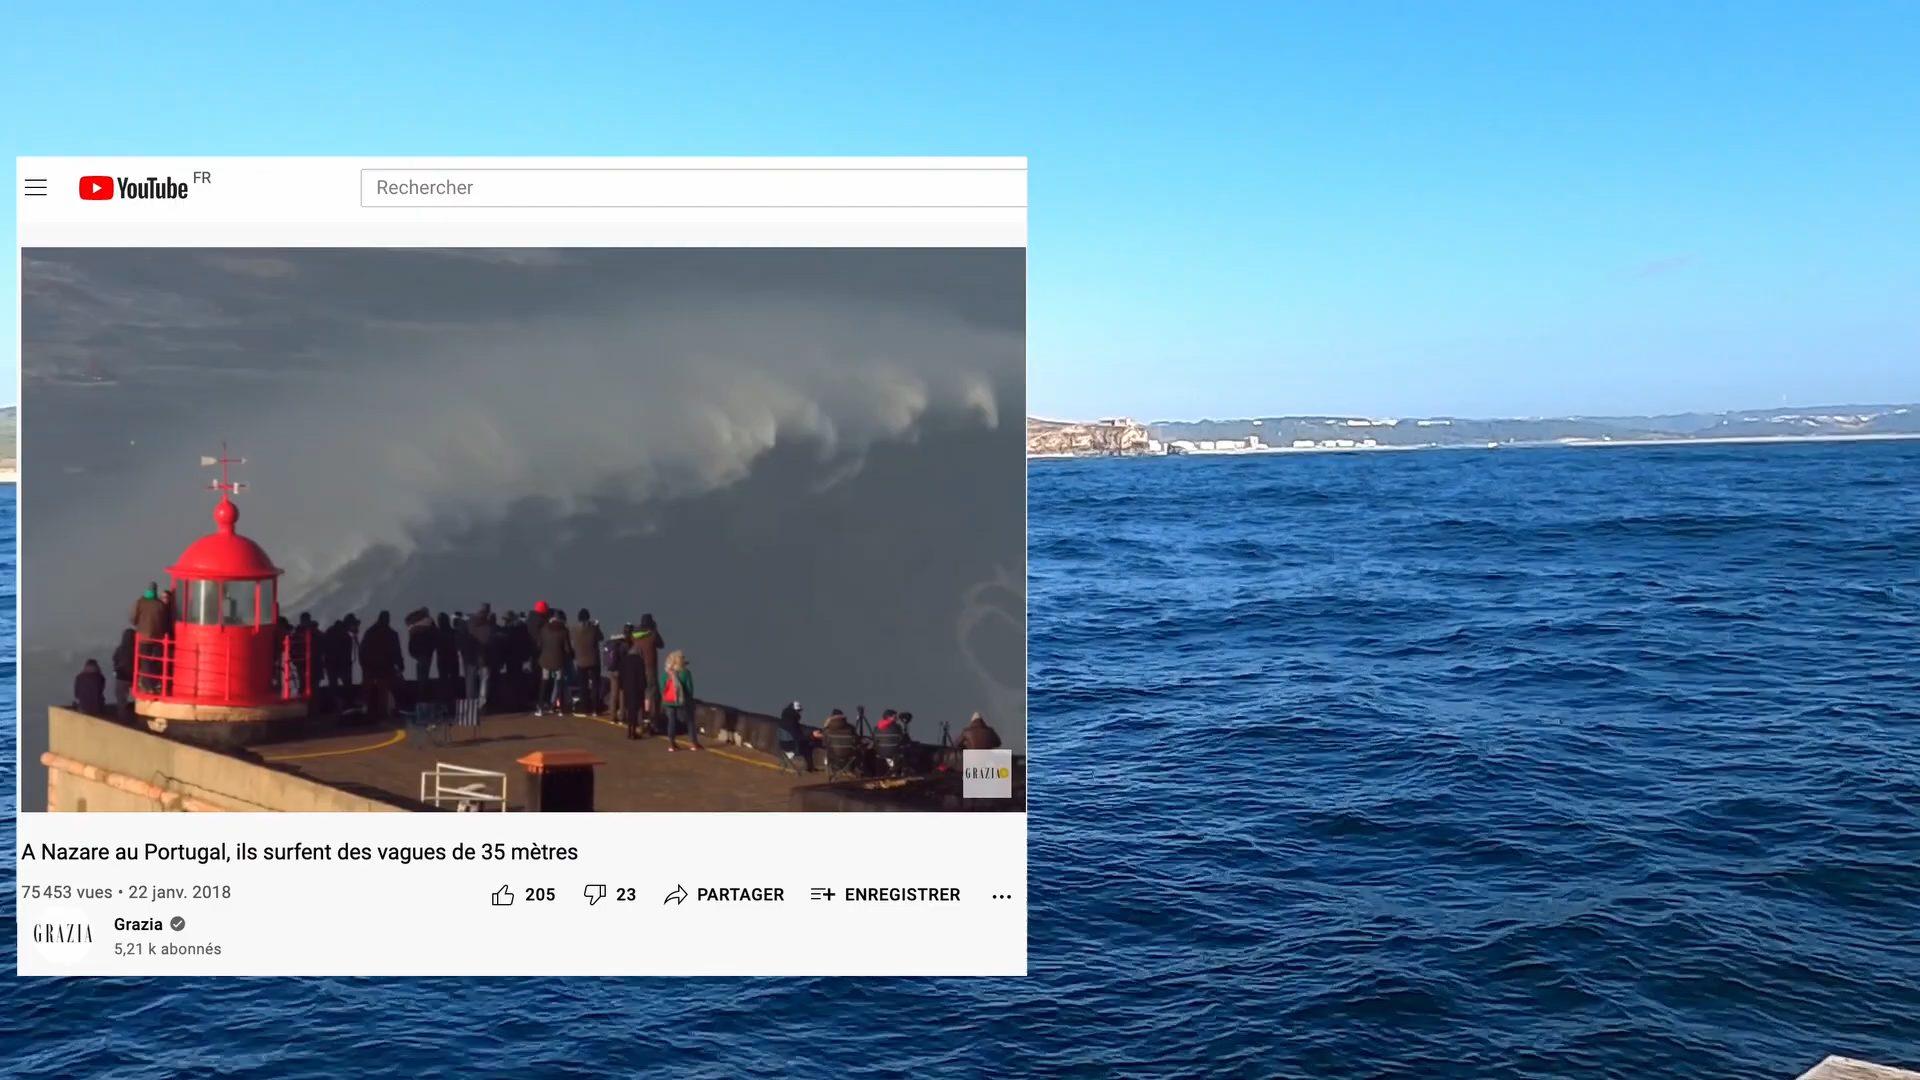 YouTube FR
Rechercher
GRAZIA
A Nazare au Portugal, ils surfent des vagues de 35 mètres
75 453 vues • 22 janv. 2018
205
23
PARTAGER
ENREGISTRER
GRAZIA
Grazia
5,21 k abonnés